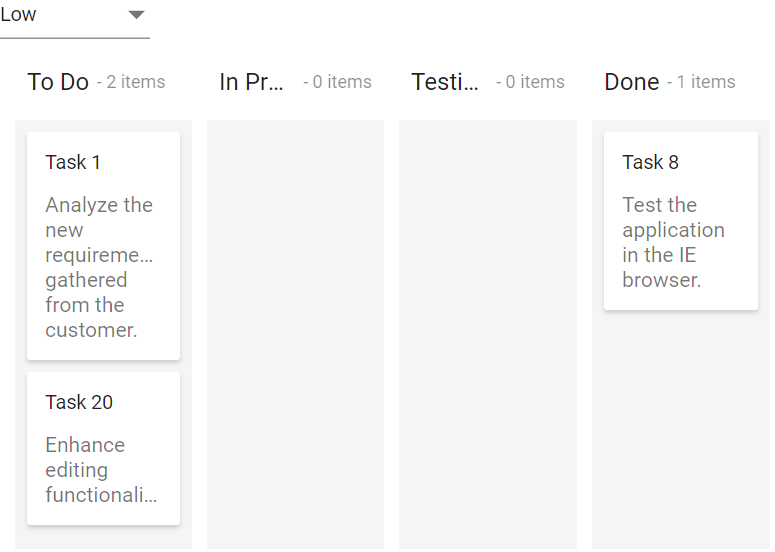 Low
To Do - 2 items
In Pr... - 0 items
Testi... - 0 items
Done - 1 items
Task 1
Analyze the
new
requireme...
gathered
from the
customer.
Task 20
Enhance
editing
functionali...
Task 8
Test the
application
in the IE
browser.